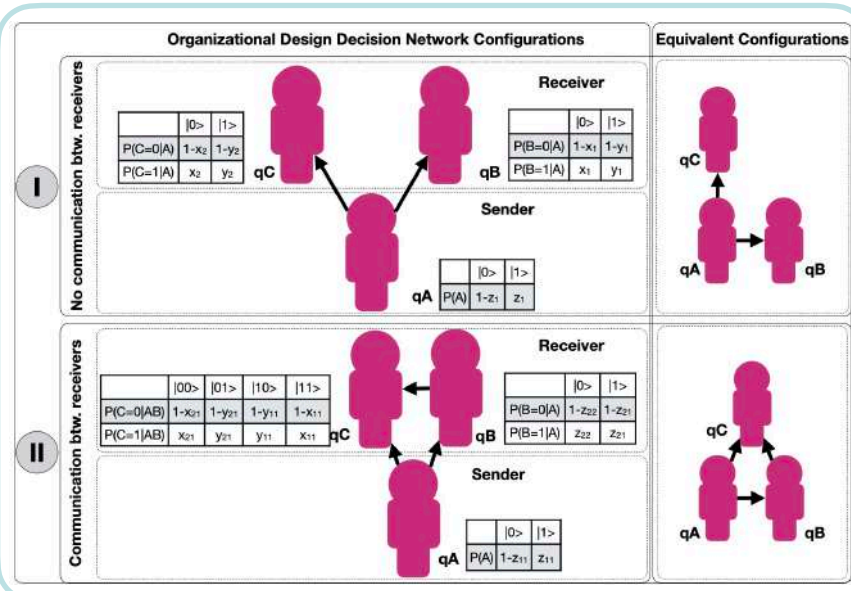 Organizational Design Decision Network Configurations
Equivalent Configurations
I
No communication btw. receivers
Receiver
|0> |1>
P(C=0|A) 1-x₂ 1-y₂
P(C=1|A) x₂ y₂
qC
qB
|0> |1>
P(B=0|A) 1-x₁ 1-y₁
P(B=1|A) x₁ y₁
Sender
qA
|0> |1>
P(A) 1-z₁ z₁
qC
qA
qB
II
Communication btw. receivers
Receiver
|00> |01> |10> |11>
P(C=0|AB) 1-x₂₁ 1-y₂₁ 1-y₁₁ 1-x₁₁
P(C=1|AB) x₂₁ y₂₁ y₁₁ x₁₁
qC
qB
|0> |1>
P(B=0|A) 1-z₂₂ 1-z₂₁
P(B=1|A) z₂₂ z₂₁
Sender
qA
|0> |1>
P(A) 1-z₁₁ z₁₁
qC
qA
qB